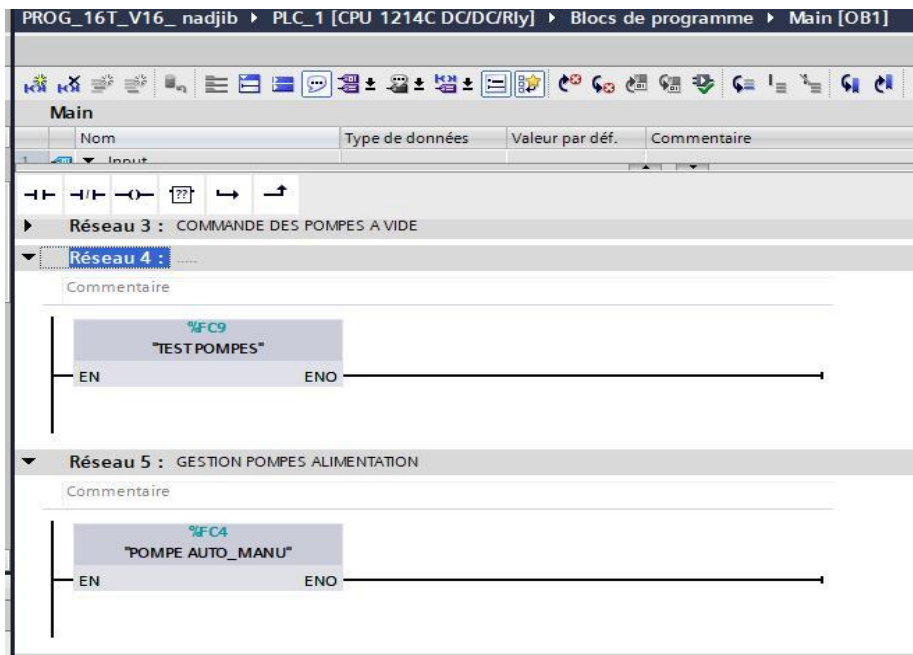 PROG_16T_V16_ nadjib ▸ PLC_1 [CPU 1214C DC/DC/Rly] ▸ Blocs de programme ▸ Main [OB1]
Main
Nom Type de données Valeur par déf. Commentaire
1 Input
Réseau 3 : COMMANDE DES POMPES A VIDE
Réseau 4 : .....
Commentaire
%FC9
"TEST POMPES"
EN ENO
Réseau 5 : GESTION POMPES ALIMENTATION
Commentaire
%FC4
"POMPE AUTO_MANU"
EN ENO